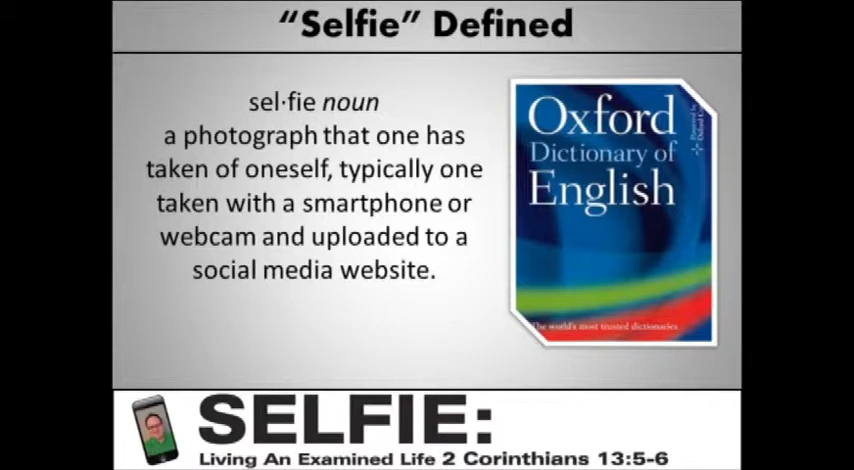 “Selfie” Defined
sel·fie noun
a photograph that one has
taken of oneself, typically one
taken with a smartphone or
webcam and uploaded to a
social media website.
Oxford
Dictionary of
English
Powered by
The world's most trusted dictionaries
SELFIE:
Living An Examined Life 2 Corinthians 13:5-6